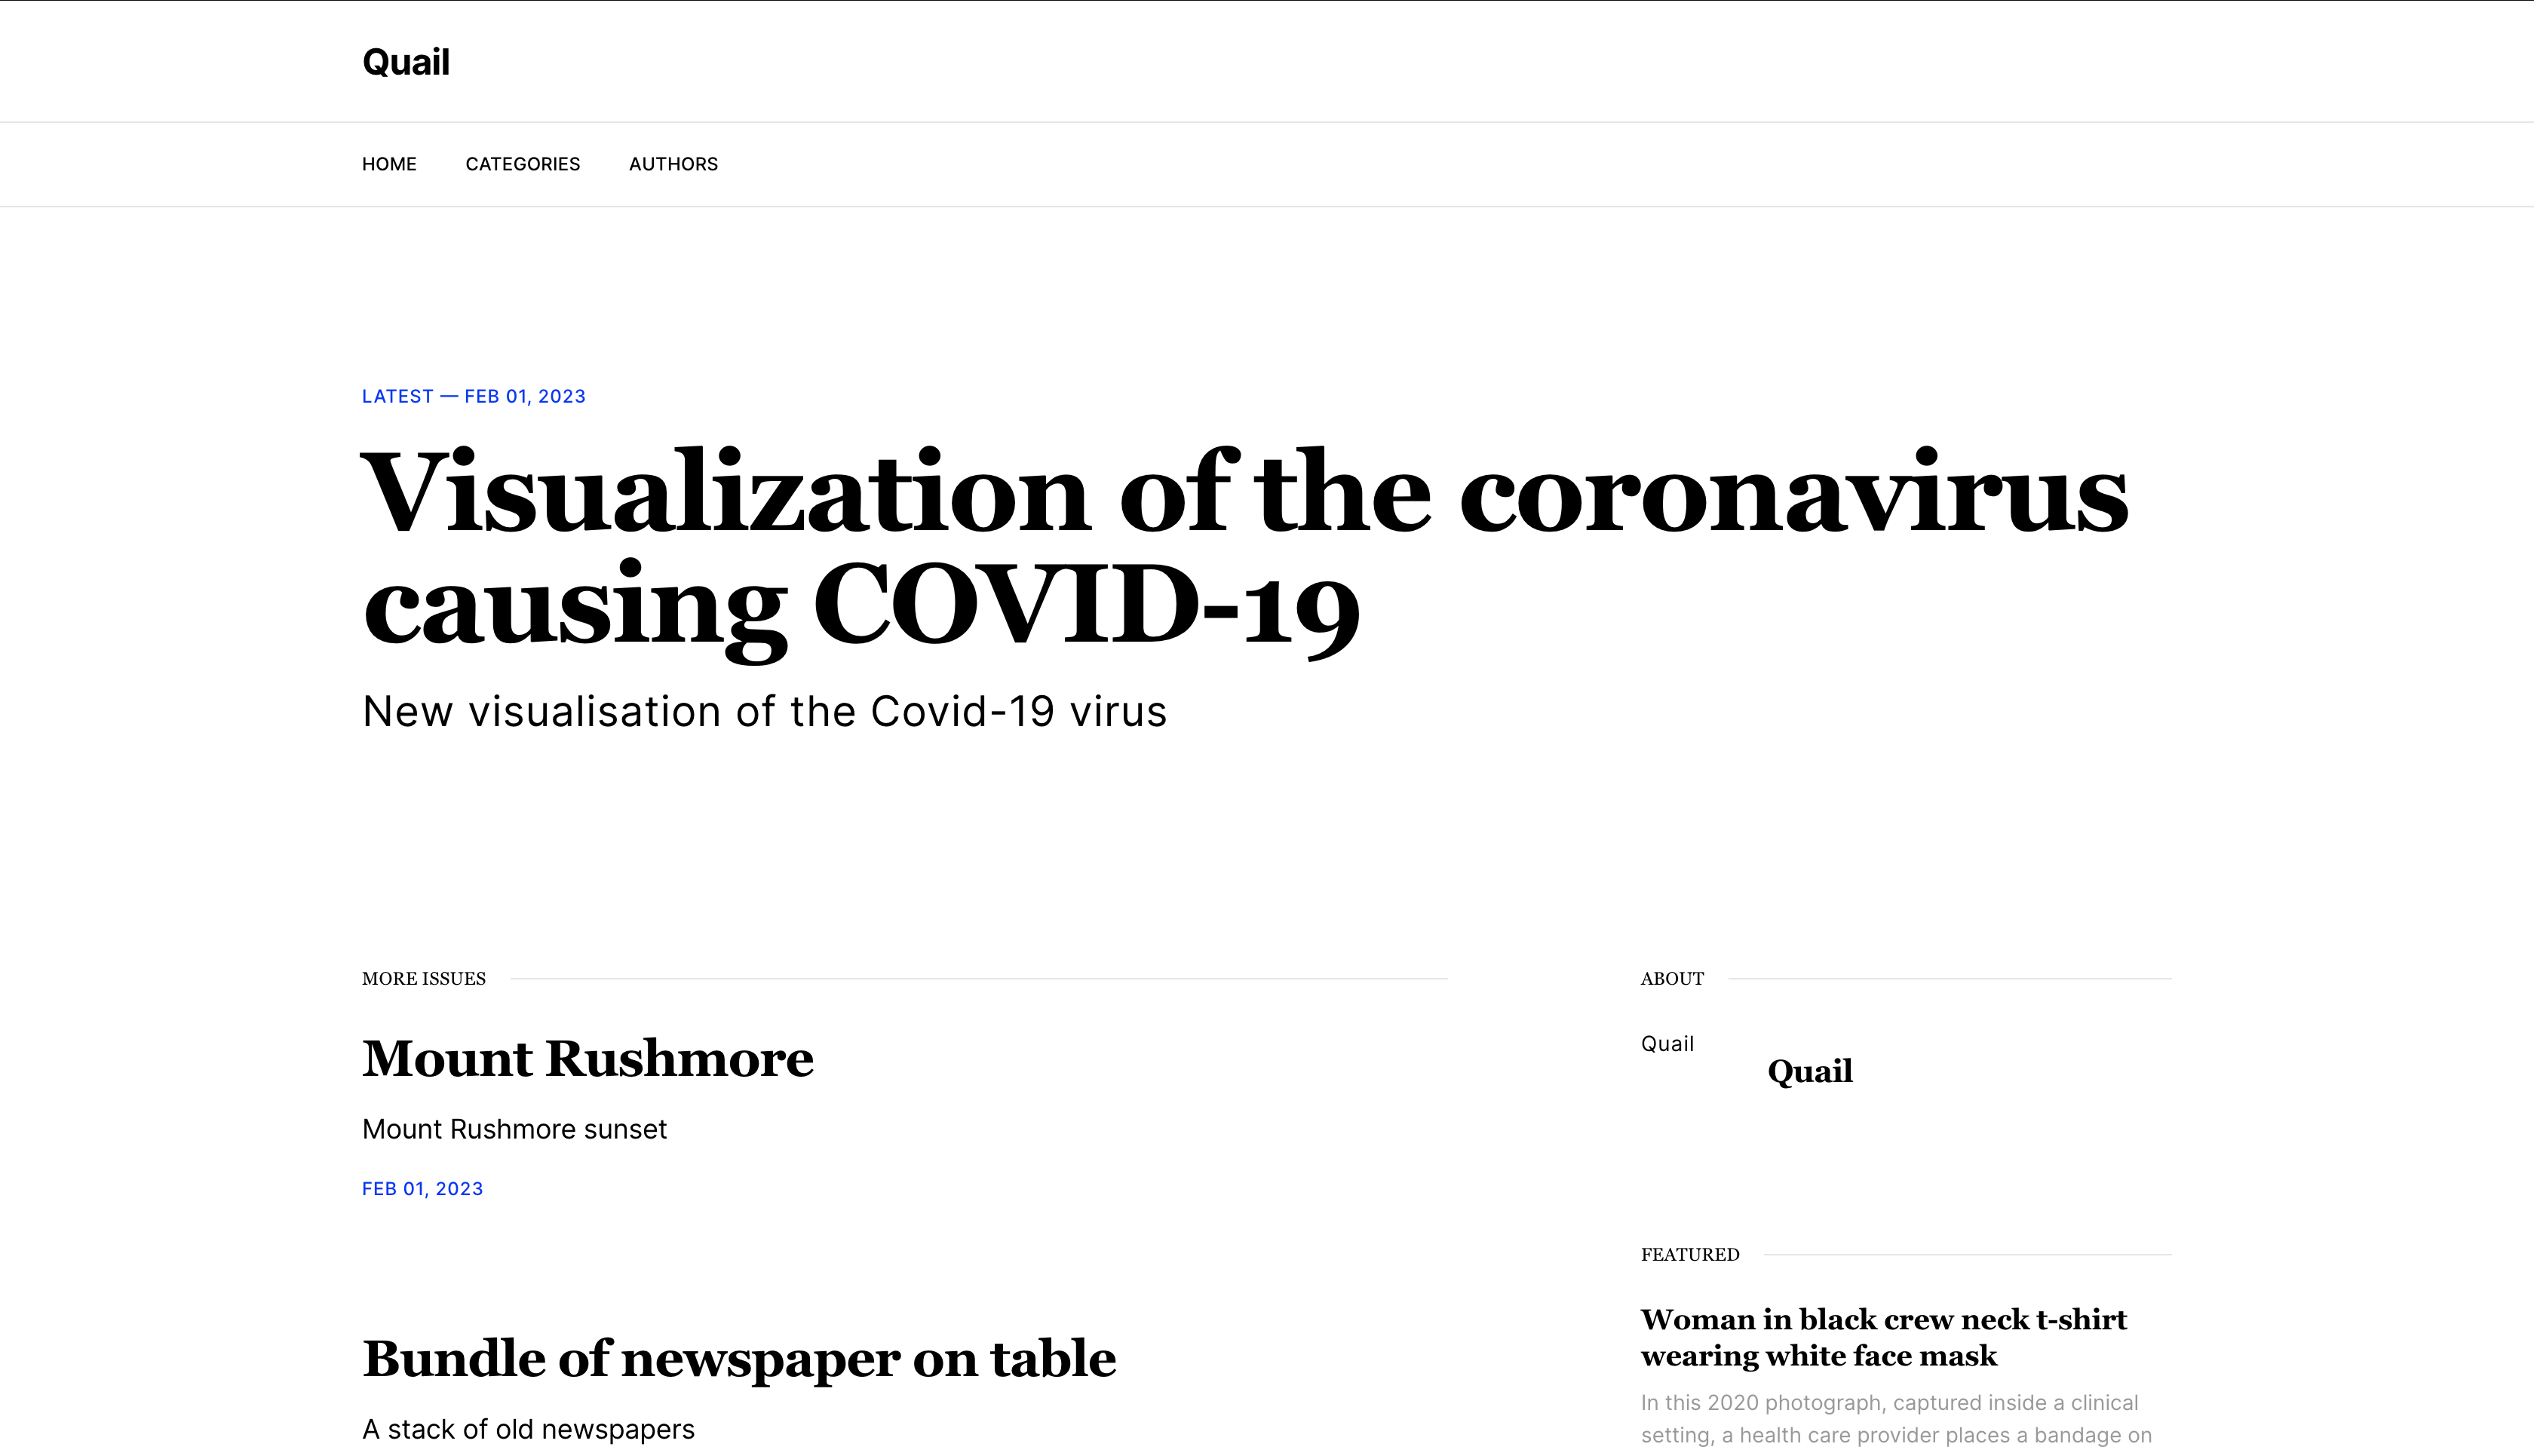 Quail
HOME CATEGORIES AUTHORS
LATEST — FEB 01, 2023
Visualization of the coronavirus
causing COVID-19
New visualisation of the Covid-19 virus
MORE ISSUES
Mount Rushmore
Mount Rushmore sunset
FEB 01, 2023
Bundle of newspaper on table
A stack of old newspapers
ABOUT
Quail
Quail
FEATURED
Woman in black crew neck t-shirt
wearing white face mask
In this 2020 photograph, captured inside a clinical
setting, a health care provider places a bandage on